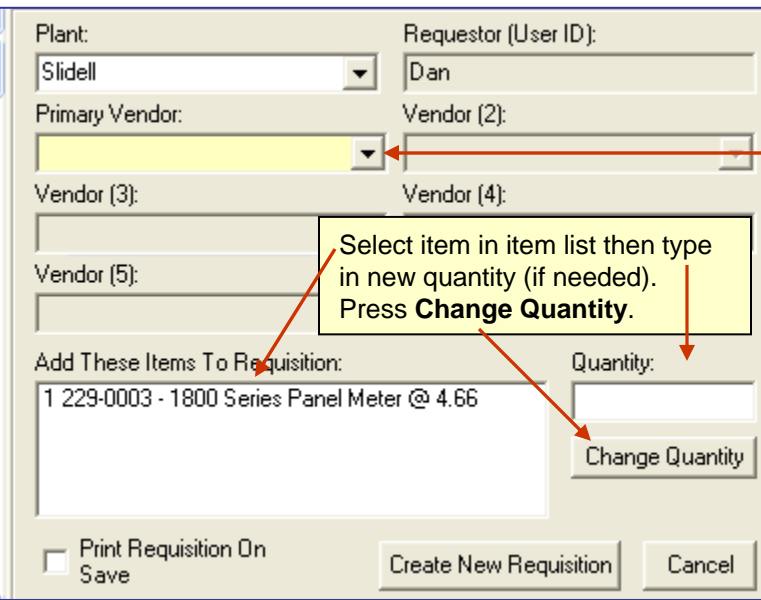 Plant: Requestor (User ID):
Slidell Dan
Primary Vendor: Vendor (2):
Vendor (3): Vendor (4):
Select item in item list then type
in new quantity (if needed).
Press Change Quantity.
Vendor (5):
Add These Items To Requisition: Quantity:
1 229-0003 - 1800 Series Panel Meter @ 4.66
Change Quantity
Print Requisition On
Save
Create New Requisition Cancel